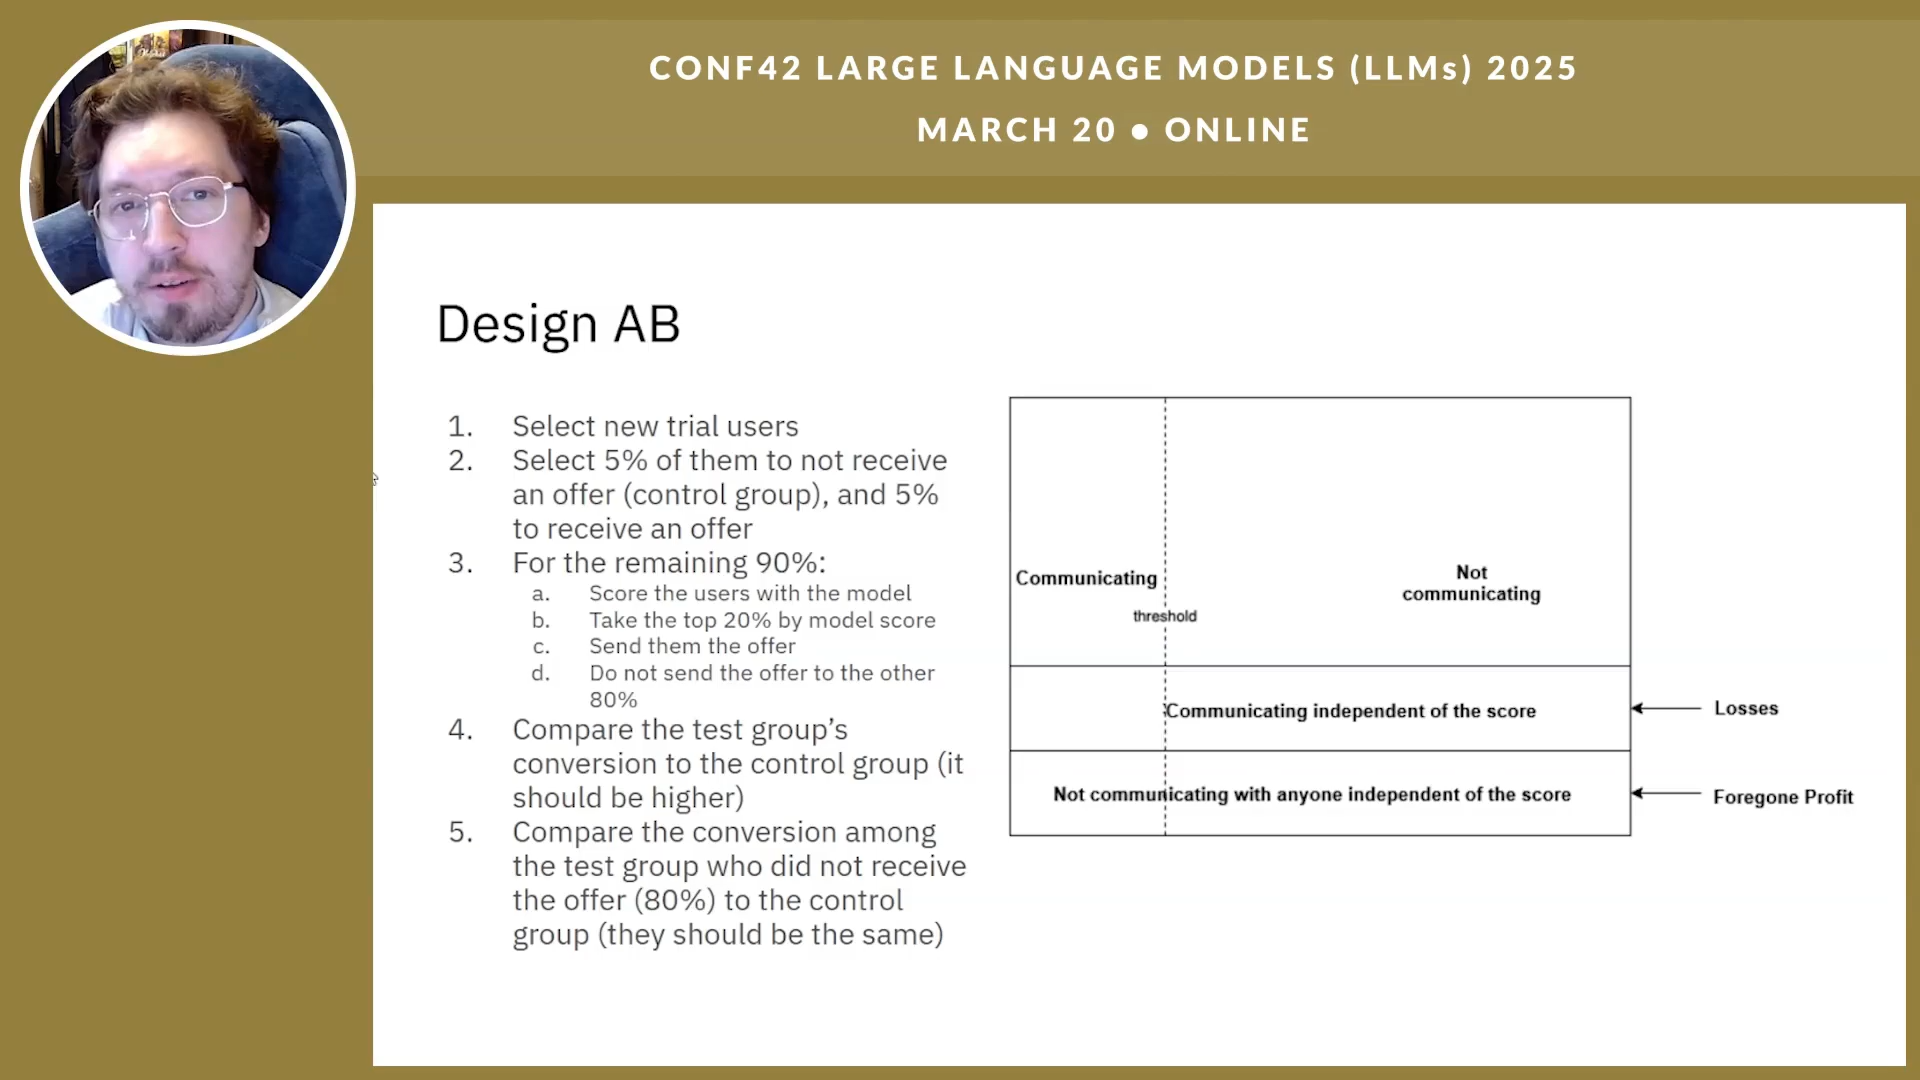 CONF42 LARGE LANGUAGE MODELS (LLMs) 2025
MARCH 20 ● ONLINE
Design AB
1. Select new trial users
2. Select 5% of them to not receive
an offer (control group), and 5%
to receive an offer
3. For the remaining 90%:
a. Score the users with the model
b. Take the top 20% by model score
c. Send them the offer
d. Do not send the offer to the other
80%
4. Compare the test group’s
conversion to the control group (it
should be higher)
5. Compare the conversion among
the test group who did not receive
the offer (80%) to the control
group (they should be the same)
Communicating
Not
communicating
threshold
Communicating independent of the score
Losses
Not communicating with anyone independent of the score
Foregone Profit